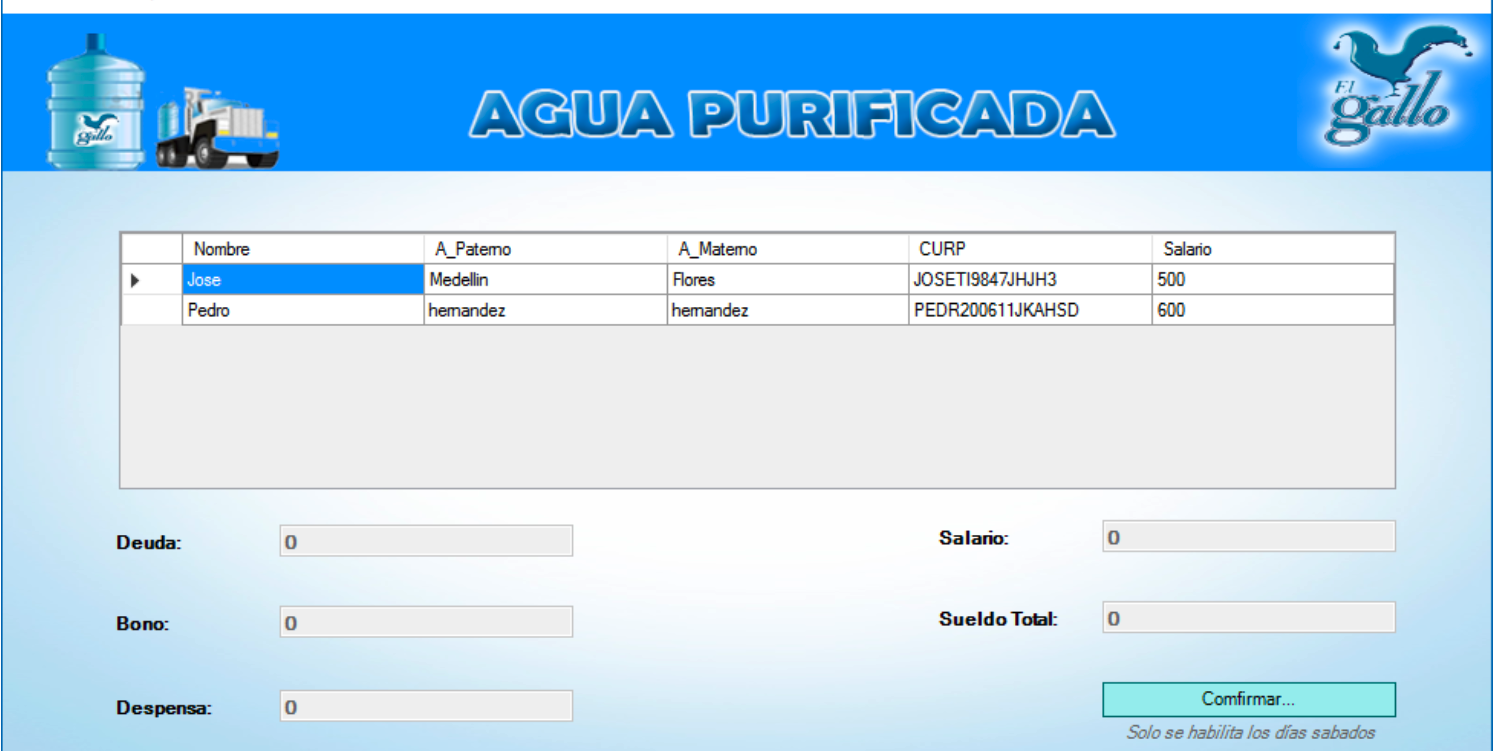 AGUA PURIFICADA
El gallo
gallo
Nombre A_Paterno A_Materno CURP Salario
Jose Medellin Flores JOSETI9847JHJH3 500
Pedro hernandez hernandez PEDR200611JKAHSD 600
Deuda: 0 Salario: 0
Bono: 0 Sueldo Total: 0
Despensa: 0 Comfirmar...
Solo se habilita los días sabados